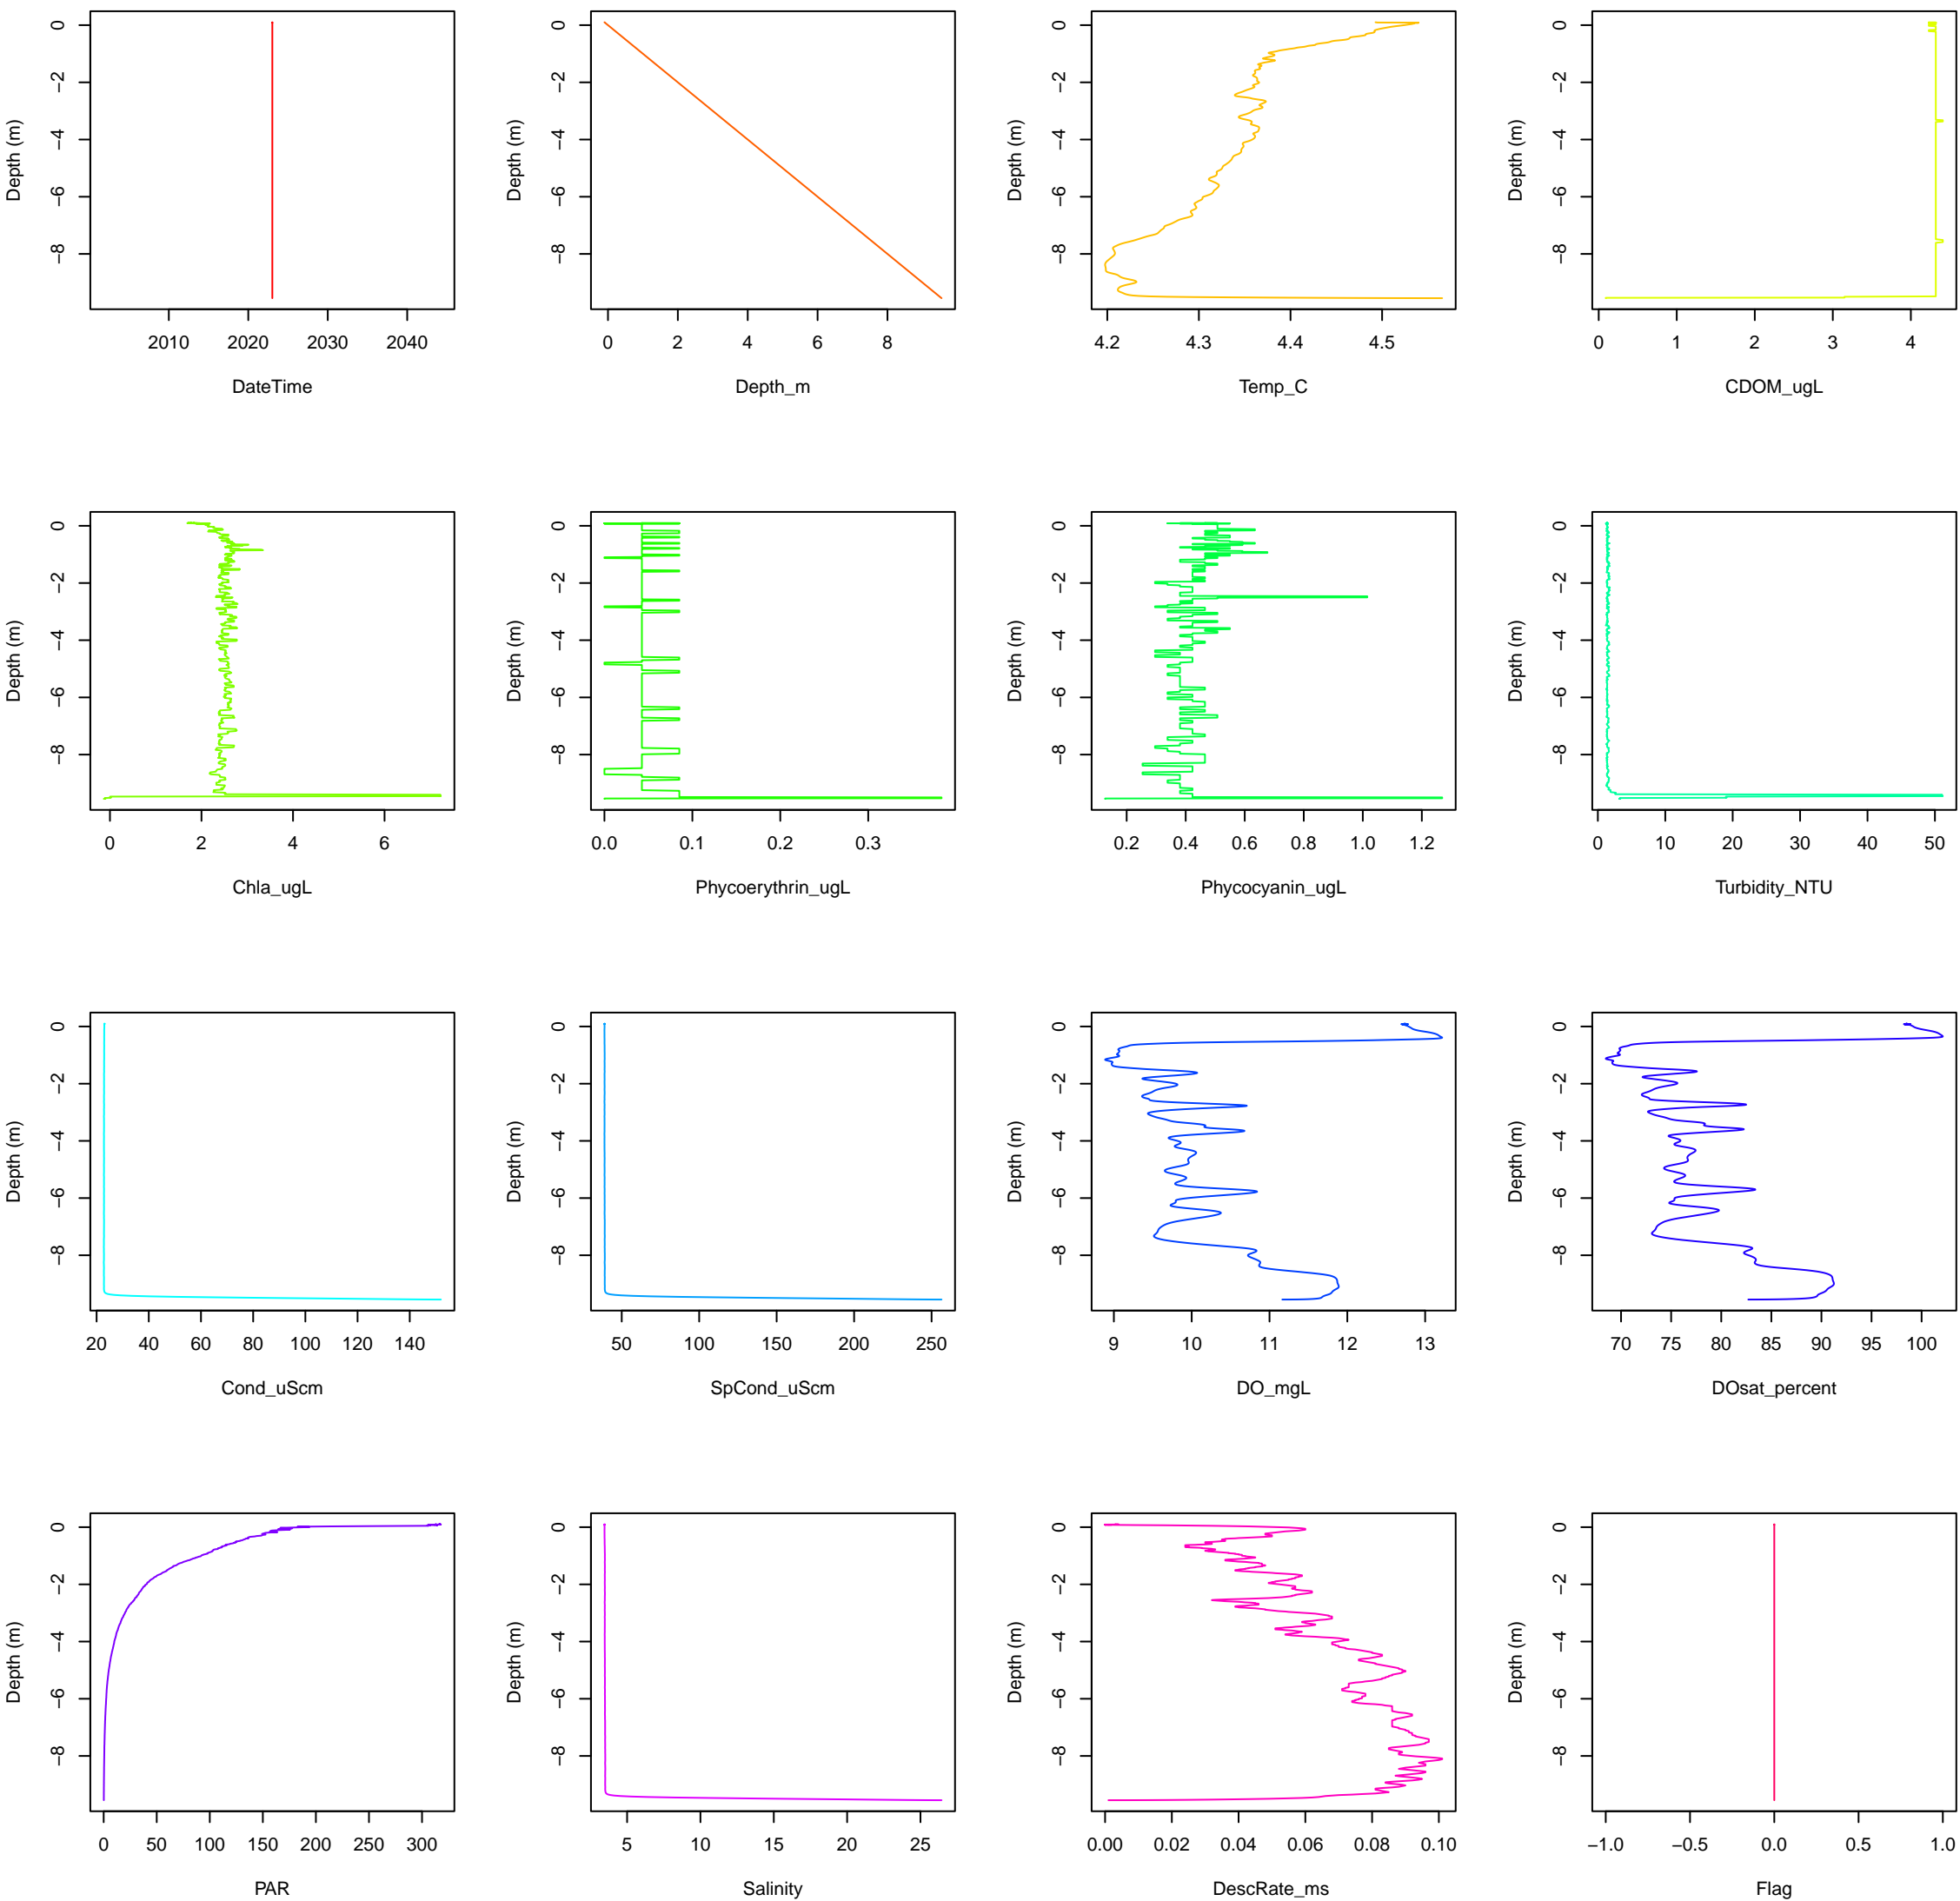 Depth (m)
0
−2
−4
−6
−8
2010 2020 2030 2040
DateTime
Depth (m)
0
−2
−4
−6
−8
0 2 4 6 8
Depth_m
Depth (m)
0
−2
−4
−6
−8
4.2 4.3 4.4 4.5
Temp_C
Depth (m)
0
−2
−4
−6
−8
0 1 2 3 4
CDOM_ugL
Depth (m)
0
−2
−4
−6
−8
0 2 4 6
Chla_ugL
Depth (m)
0
−2
−4
−6
−8
0.0 0.1 0.2 0.3
Phycoerythrin_ugL
Depth (m)
0
−2
−4
−6
−8
0.2 0.4 0.6 0.8 1.0 1.2
Phycocyanin_ugL
Depth (m)
0
−2
−4
−6
−8
0 10 20 30 40 50
Turbidity_NTU
Depth (m)
0
−2
−4
−6
−8
20 40 60 80 100 120 140
Cond_uScm
Depth (m)
0
−2
−4
−6
−8
50 100 150 200 250
SpCond_uScm
Depth (m)
0
−2
−4
−6
−8
9 10 11 12 13
DO_mgL
Depth (m)
0
−2
−4
−6
−8
70 75 80 85 90 95 100
DOsat_percent
Depth (m)
0
−2
−4
−6
−8
0 50 100 150 200 250 300
PAR
Depth (m)
0
−2
−4
−6
−8
5 10 15 20 25
Salinity
Depth (m)
0
−2
−4
−6
−8
0.00 0.02 0.04 0.06 0.08 0.10
DescRate_ms
Depth (m)
0
−2
−4
−6
−8
−1.0 −0.5 0.0 0.5 1.0
Flag